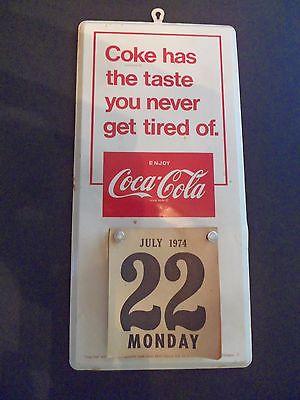 Coke has
the taste
you never
get tired of.
ENJOY
Coca-Cola
JULY 1974
22
MONDAY